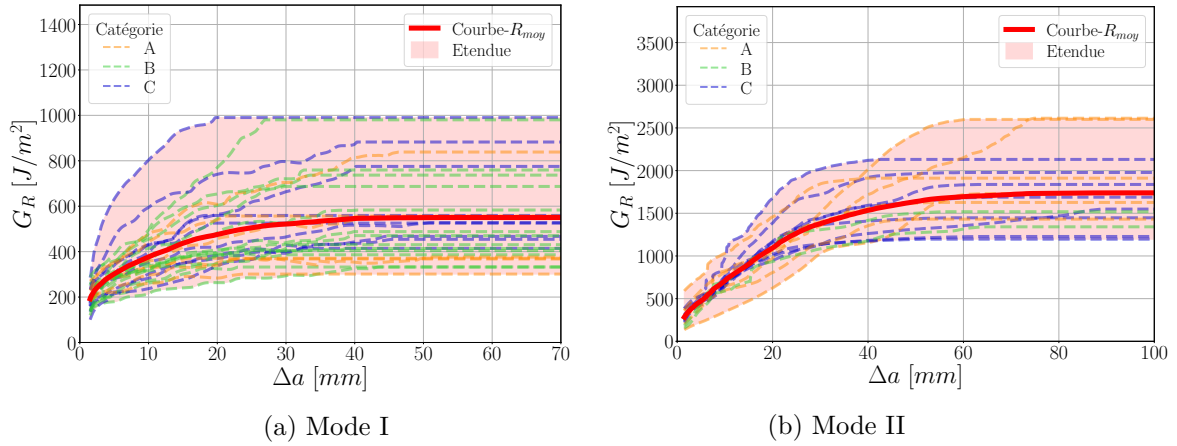 1400
1200
1000
800
600
400
200
0
G_R [J/m²]
Catégorie
A
B
C
Courbe-R_moy
Etendue
0 10 20 30 40 50 60 70
Δa [mm]
(a) Mode I
3500
3000
2500
2000
1500
1000
500
0
G_R [J/m²]
Catégorie
A
B
C
Courbe-R_moy
Etendue
0 20 40 60 80 100
Δa [mm]
(b) Mode II